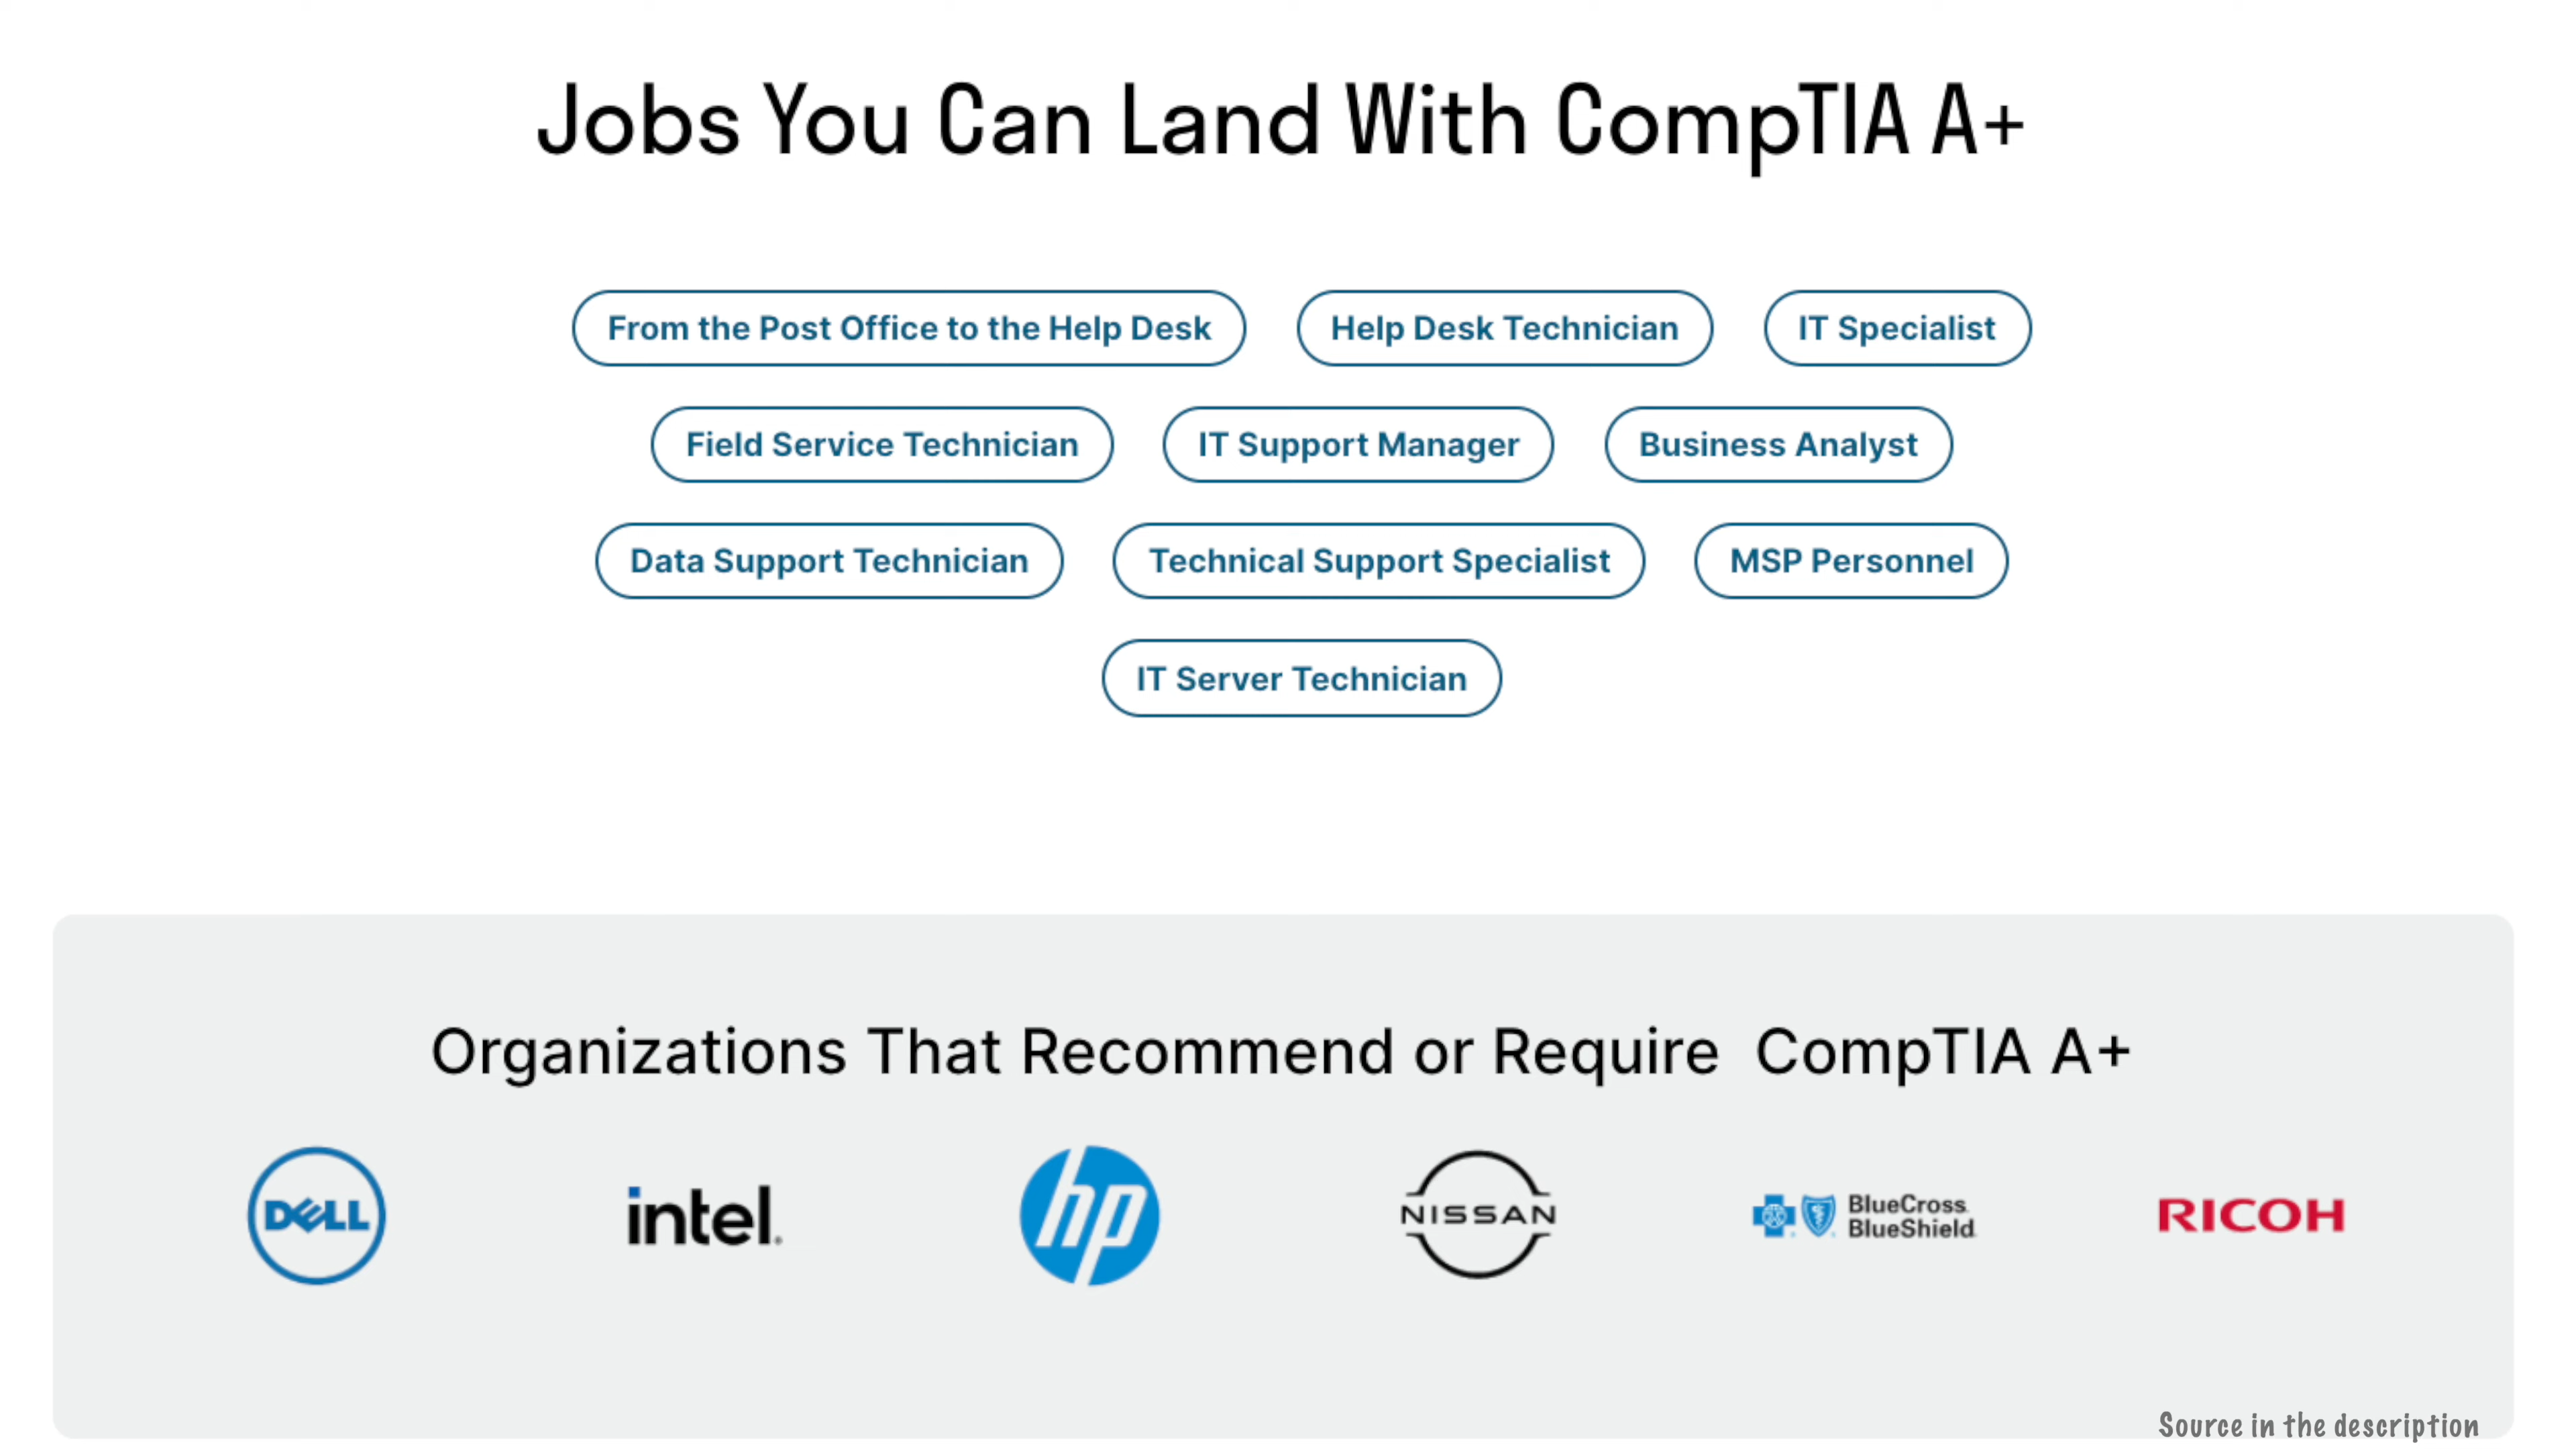 Jobs You Can Land With CompTIA A+
From the Post Office to the Help Desk
Help Desk Technician
IT Specialist
Field Service Technician
IT Support Manager
Business Analyst
Data Support Technician
Technical Support Specialist
MSP Personnel
IT Server Technician
Organizations That Recommend or Require CompTIA A+
DELL
intel.
hp
NISSAN
BlueCross
BlueShield
RICOH
Source in the description